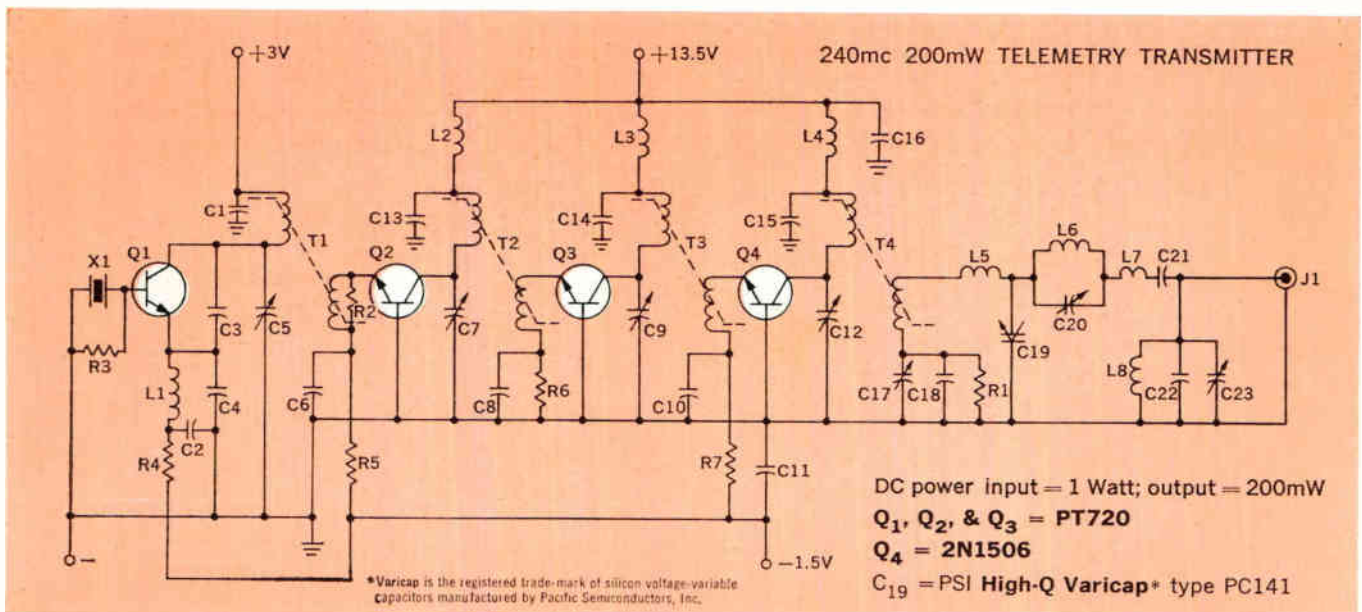 +3V
+13.5V
240mc 200mW TELEMETRY TRANSMITTER
L2
L3
L4
C16
C1
C13
C14
C15
T1
T2
T3
T4
X1
Q1
Q2
Q3
Q4
L5
L6
L7
C21
J1
C3
C5
R2
C7
C9
C12
C19
C20
R3
L1
C4
C6
C8
R6
C10
C17
C18
R1
L8
C22
C23
C2
R4
R5
R7
C11
–
–1.5V
DC power input = 1 Watt; output = 200mW
Q1, Q2, & Q3 = PT720
Q4 = 2N1506
C19 = PSI High-Q Varicap* type PC141
*Varicap is the registered trade-mark of silicon voltage-variable
capacitors manufactured by Pacific Semiconductors, Inc.